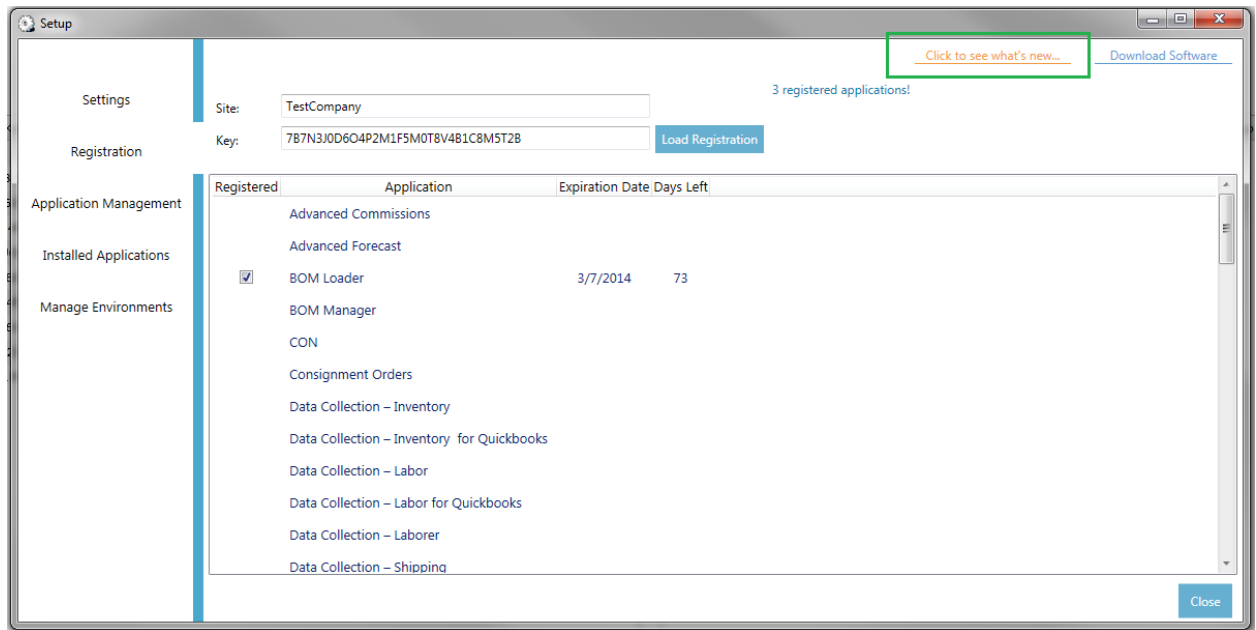 Setup
Click to see what's new...
Download Software
3 registered applications!
Settings
Registration
Application Management
Installed Applications
Manage Environments
Site: TestCompany
Key: 7B7N3J0D6O4P2M1F5M0T8V4B1C8M5T2B Load Registration
Registered Application Expiration Date Days Left
Advanced Commissions
Advanced Forecast
BOM Loader 3/7/2014 73
BOM Manager
CON
Consignment Orders
Data Collection – Inventory
Data Collection – Inventory for Quickbooks
Data Collection – Labor
Data Collection – Labor for Quickbooks
Data Collection – Laborer
Data Collection – Shipping
Close